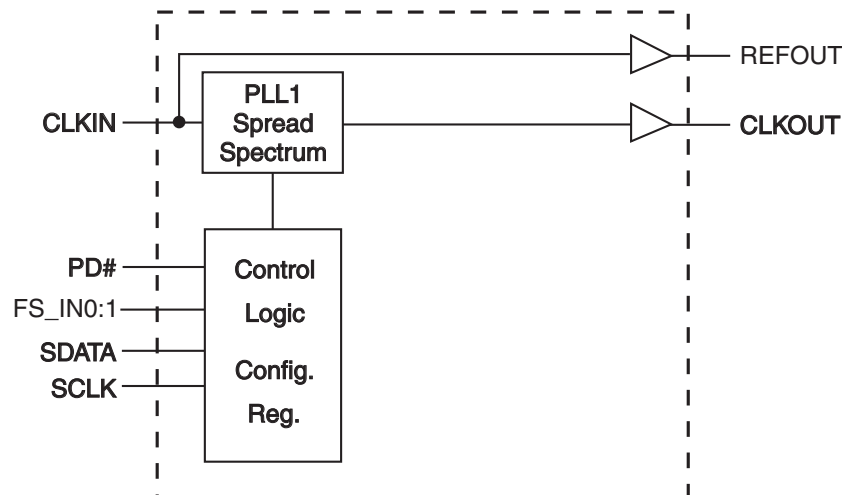 REFOUT
PLL1
Spread
Spectrum
CLKIN
CLKOUT
PD#
FS_IN0:1
SDATA
SCLK
Control
Logic
Config.
Reg.